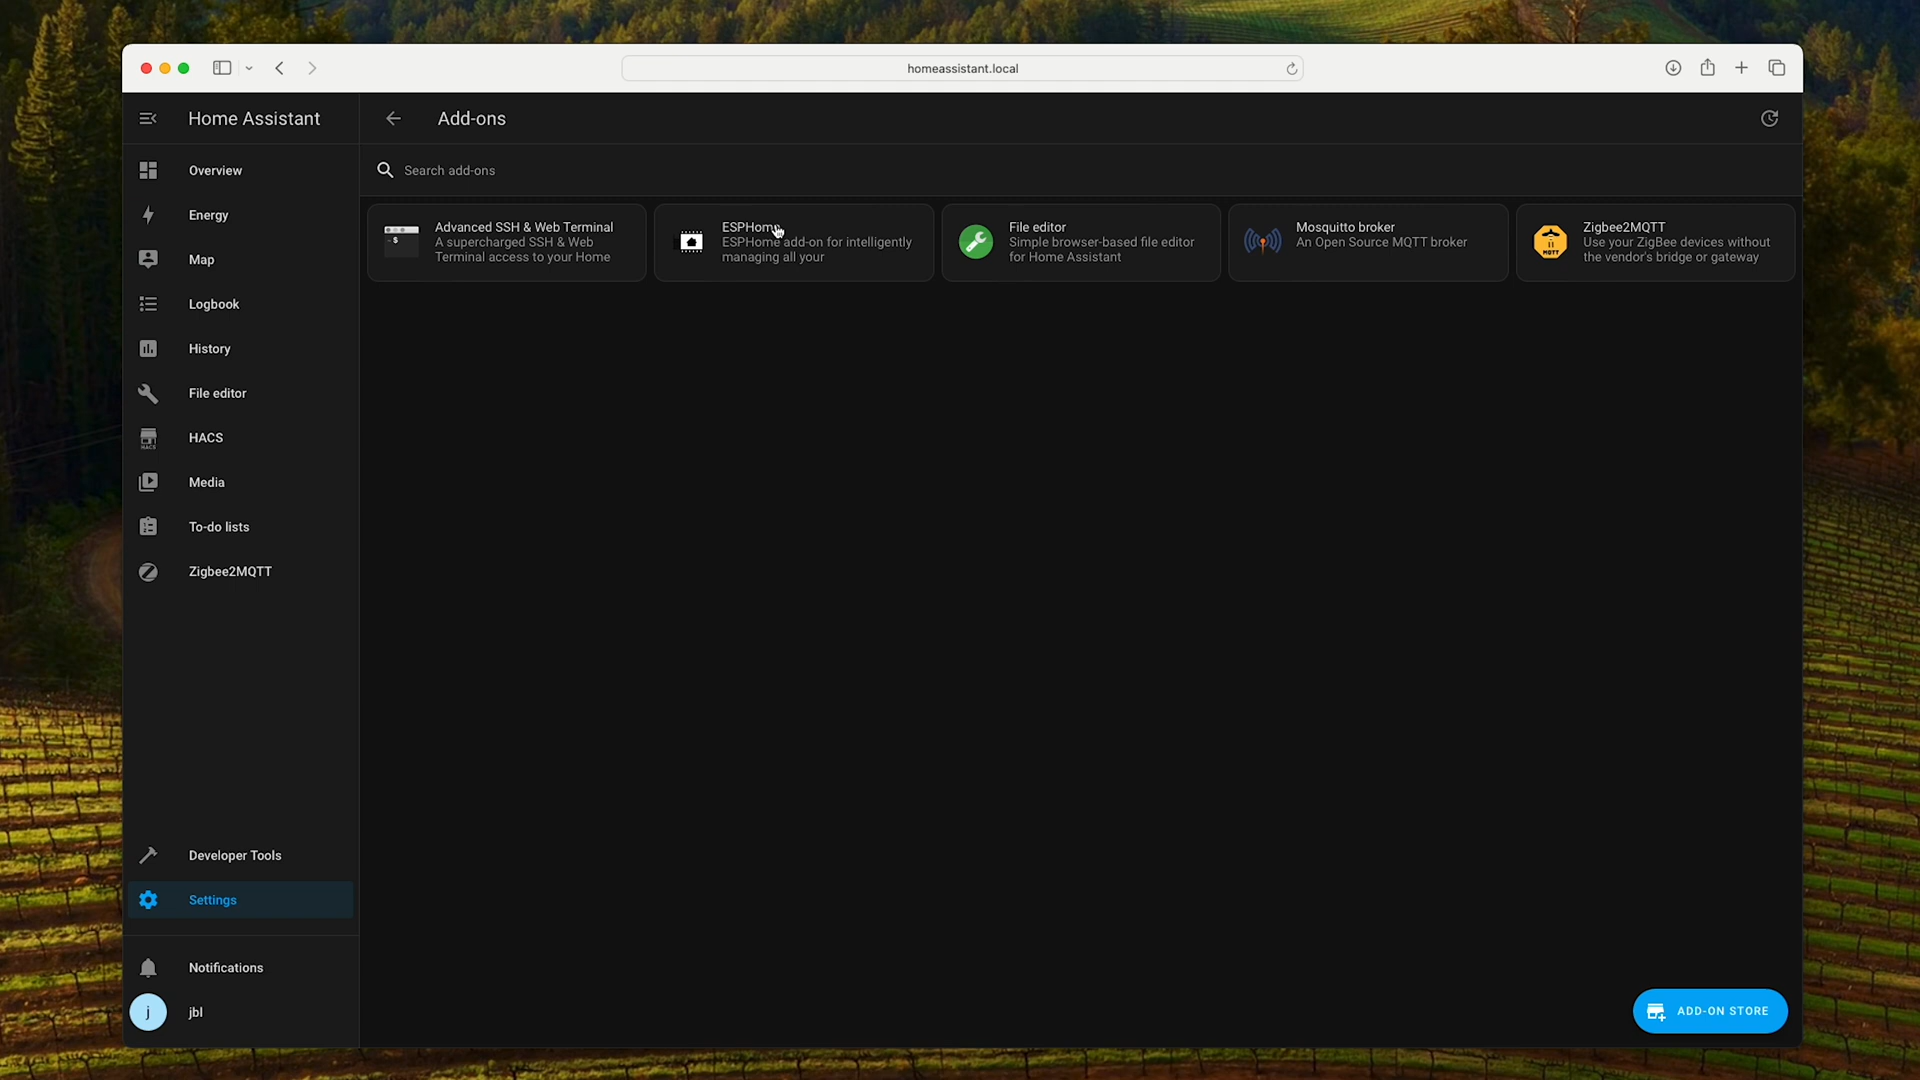 homeassistant.local
Home Assistant
Add-ons
Overview
Search add-ons
Energy
Map
Logbook
History
File editor
HACS
Media
To-do lists
Zigbee2MQTT
Developer Tools
Settings
Notifications
j
jbl
$
Advanced SSH & Web Terminal
A supercharged SSH & Web
Terminal access to your Home
ESPHome
ESPHome add-on for intelligently
managing all your
File editor
Simple browser-based file editor
for Home Assistant
Mosquitto broker
An Open Source MQTT broker
MQTT
Zigbee2MQTT
Use your ZigBee devices without
the vendor's bridge or gateway
ADD-ON STORE